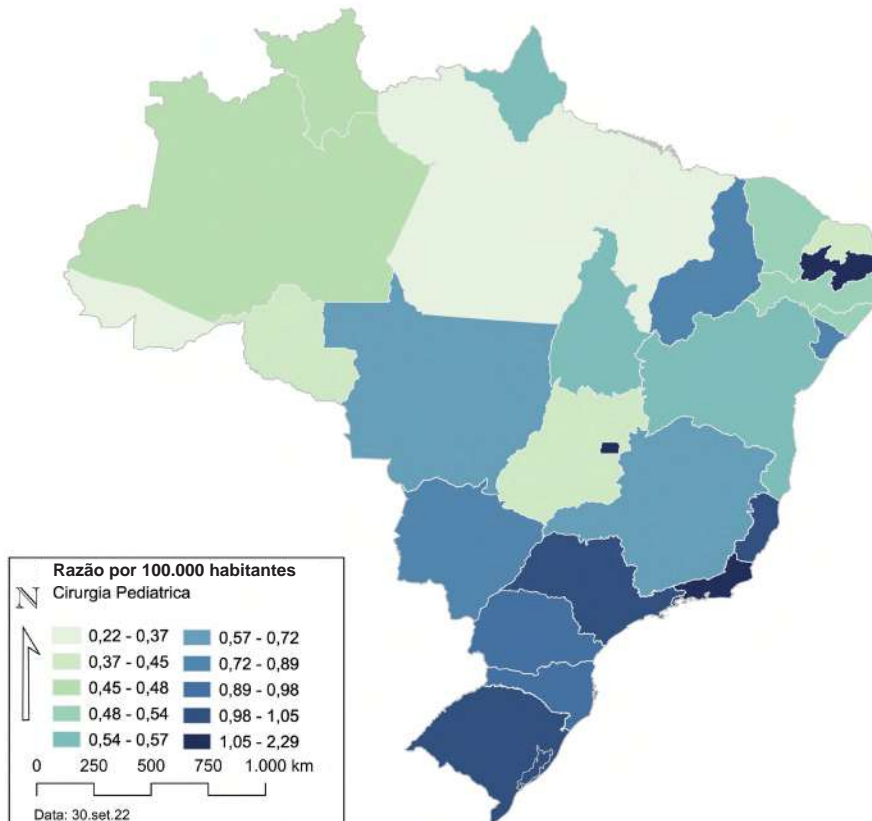 Razão por 100.000 habitantes
N Cirurgia Pediatrica
0,22 - 0,37
0,37 - 0,45
0,45 - 0,48
0,48 - 0,54
0,54 - 0,57
0,57 - 0,72
0,72 - 0,89
0,89 - 0,98
0,98 - 1,05
1,05 - 2,29
0 250 500 750 1.000 km
Data: 30.set.22